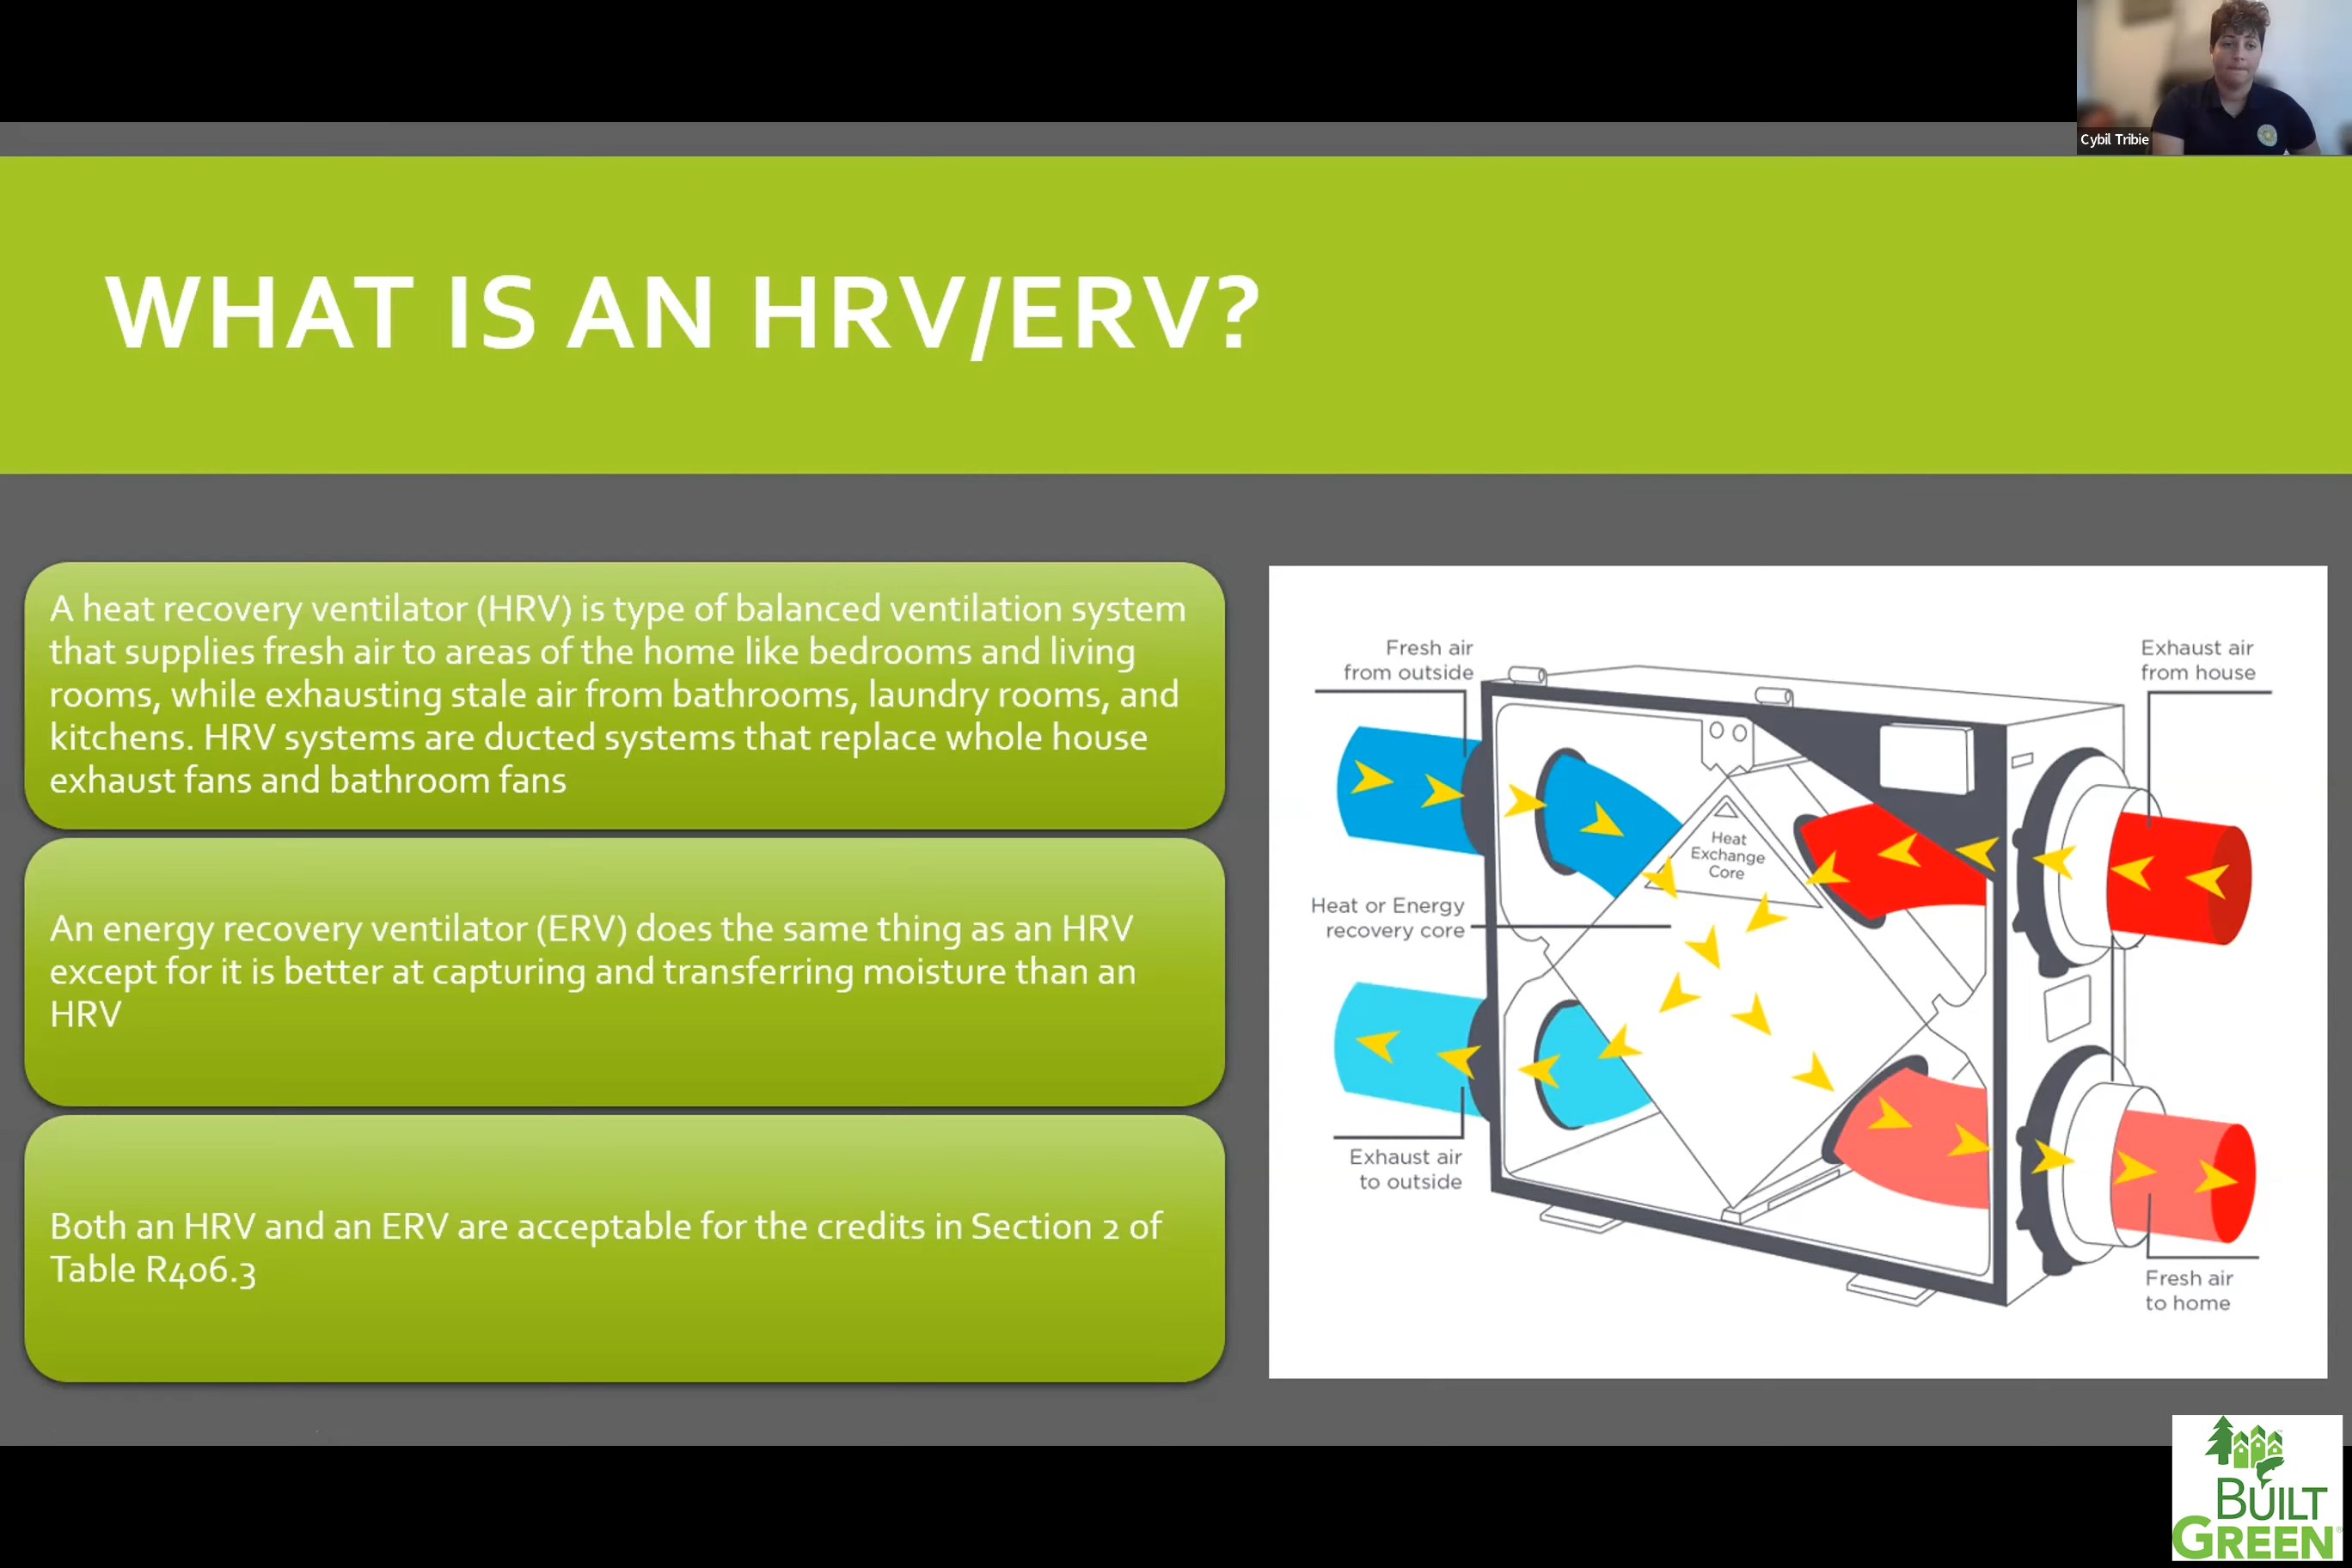 Cybil Tribie
WHAT IS AN HRV/ERV?
A heat recovery ventilator (HRV) is type of balanced ventilation system
that supplies fresh air to areas of the home like bedrooms and living
rooms, while exhausting stale air from bathrooms, laundry rooms, and
kitchens. HRV systems are ducted systems that replace whole house
exhaust fans and bathroom fans
An energy recovery ventilator (ERV) does the same thing as an HRV
except for it is better at capturing and transferring moisture than an
HRV
Both an HRV and an ERV are acceptable for the credits in Section 2 of
Table R406.3
Fresh air
from outside
Exhaust air
from house
Heat
Exchange
Core
Heat or Energy
recovery core
Exhaust air
to outside
Fresh air
to home
BUILT
GREEN